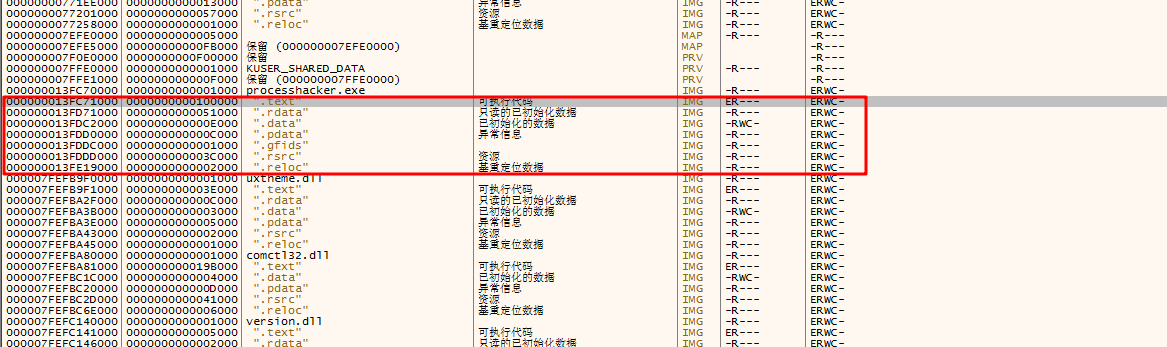 00000000771EE000 0000000000013000 ".pdata" 异常信息 IMG -R--- ERWC-
0000000077201000 0000000000057000 ".rsrc" 资源 IMG -R--- ERWC-
0000000077258000 0000000000001000 ".reloc" 基重定位数据 IMG -R--- ERWC-
000000007EFE0000 0000000000005000 MAP -R--- -R---
000000007EFE5000 00000000000FB000 保留 (000000007EFE0000) MAP -R---
000000007F0E0000 0000000000F00000 保留 PRV -R---
000000007FFE0000 0000000000001000 KUSER_SHARED_DATA PRV -R--- -R---
000000007FFE1000 000000000000F000 保留 (000000007FFE0000) PRV -R---
000000013FC70000 0000000000001000 processhacker.exe IMG -R--- ERWC-
000000013FC71000 0000000000100000 ".text" 可执行代码 IMG ER--- ERWC-
000000013FD71000 0000000000051000 ".rdata" 只读的已初始化数据 IMG -R--- ERWC-
000000013FDC2000 000000000000E000 ".data" 已初始化的数据 IMG -RWC- ERWC-
000000013FDD0000 000000000000C000 ".pdata" 异常信息 IMG -R--- ERWC-
000000013FDDC000 0000000000001000 ".gfids" IMG -R--- ERWC-
000000013FDDD000 000000000003C000 ".rsrc" 资源 IMG -R--- ERWC-
000000013FE19000 0000000000002000 ".reloc" 基重定位数据 IMG -R--- ERWC-
000007FEFB9F0000 0000000000001000 uxtheme.dll IMG -R--- ERWC-
000007FEFB9F1000 000000000003E000 ".text" 可执行代码 IMG ER--- ERWC-
000007FEFBA2F000 000000000000C000 ".rdata" 只读的已初始化数据 IMG -R--- ERWC-
000007FEFBA3B000 0000000000003000 ".data" 已初始化的数据 IMG -RWC- ERWC-
000007FEFBA3E000 0000000000005000 ".pdata" 异常信息 IMG -R--- ERWC-
000007FEFBA43000 0000000000002000 ".rsrc" 资源 IMG -R--- ERWC-
000007FEFBA45000 0000000000001000 ".reloc" 基重定位数据 IMG -R--- ERWC-
000007FEFBA80000 0000000000001000 comctl32.dll IMG -R--- ERWC-
000007FEFBA81000 000000000019B000 ".text" 可执行代码 IMG ER--- ERWC-
000007FEFBC1C000 0000000000004000 ".data" 已初始化的数据 IMG -RWC- ERWC-
000007FEFBC20000 000000000000D000 ".pdata" 异常信息 IMG -R--- ERWC-
000007FEFBC2D000 0000000000041000 ".rsrc" 资源 IMG -R--- ERWC-
000007FEFBC6E000 0000000000006000 ".reloc" 基重定位数据 IMG -R--- ERWC-
000007FEFC140000 0000000000001000 version.dll IMG -R--- ERWC-
000007FEFC141000 0000000000005000 ".text" 可执行代码 IMG ER--- ERWC-
000007FEFC146000 0000000000002000 ".rdata" 只读的已初始化数据 IMG -R--- ERWC-